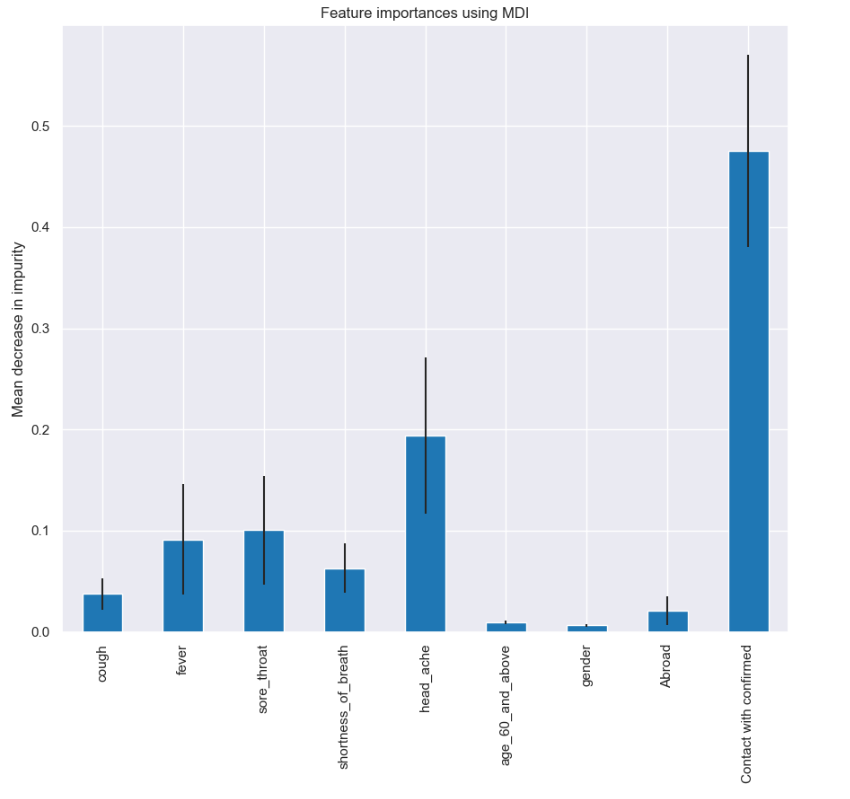 Feature importances using MDI
Mean decrease in impurity
0.5
0.4
0.3
0.2
0.1
0.0
cough
fever
sore_throat
shortness_of_breath
head_ache
age_60_and_above
gender
Abroad
Contact with confirmed